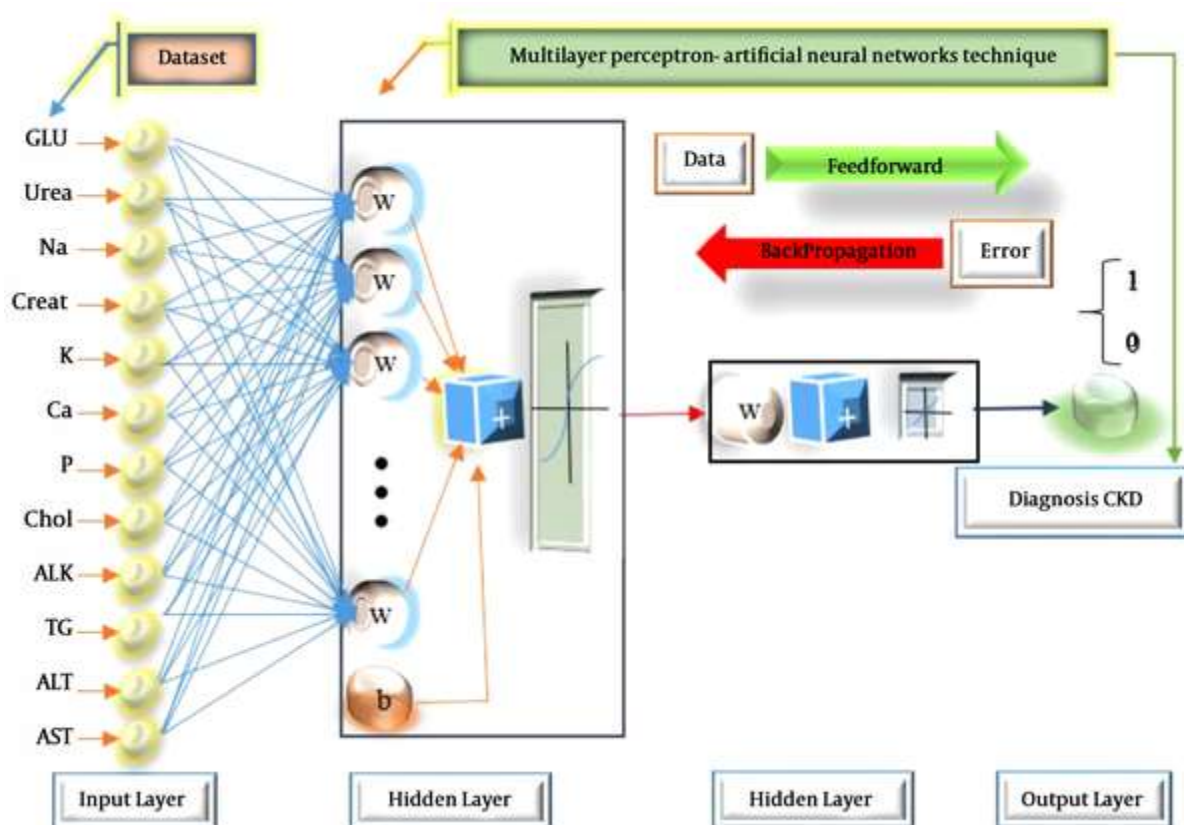 Dataset
Multilayer perceptron- artificial neural networks technique
GLU
Urea
Na
Creat
K
Ca
P
Chol
ALK
TG
ALT
AST
W
W
W
W
b
+
Data
Feedforward
BackPropagation
Error
1
0
W
+
Diagnosis CKD
Input Layer
Hidden Layer
Hidden Layer
Output Layer